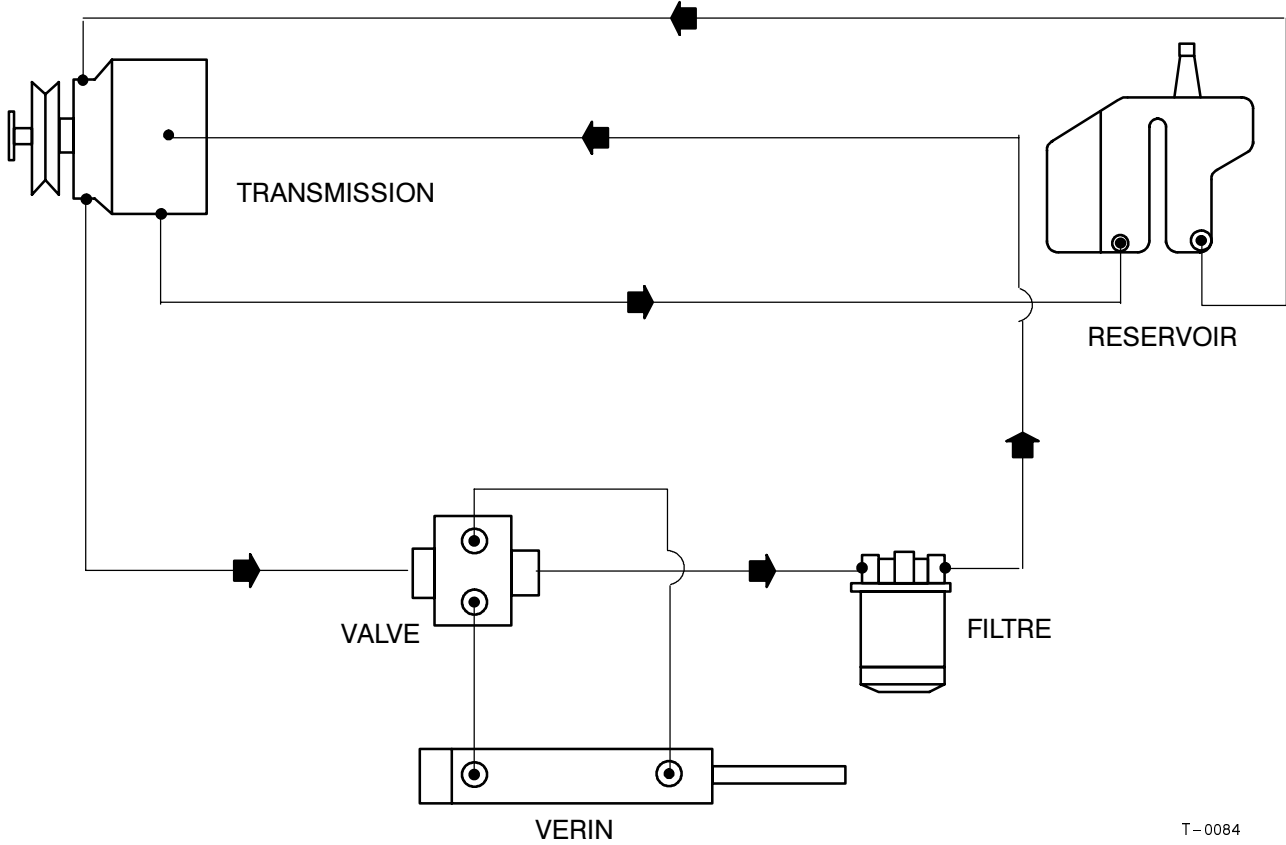 TRANSMISSION
RESERVOIR
VALVE
FILTRE
VERIN
T-0084